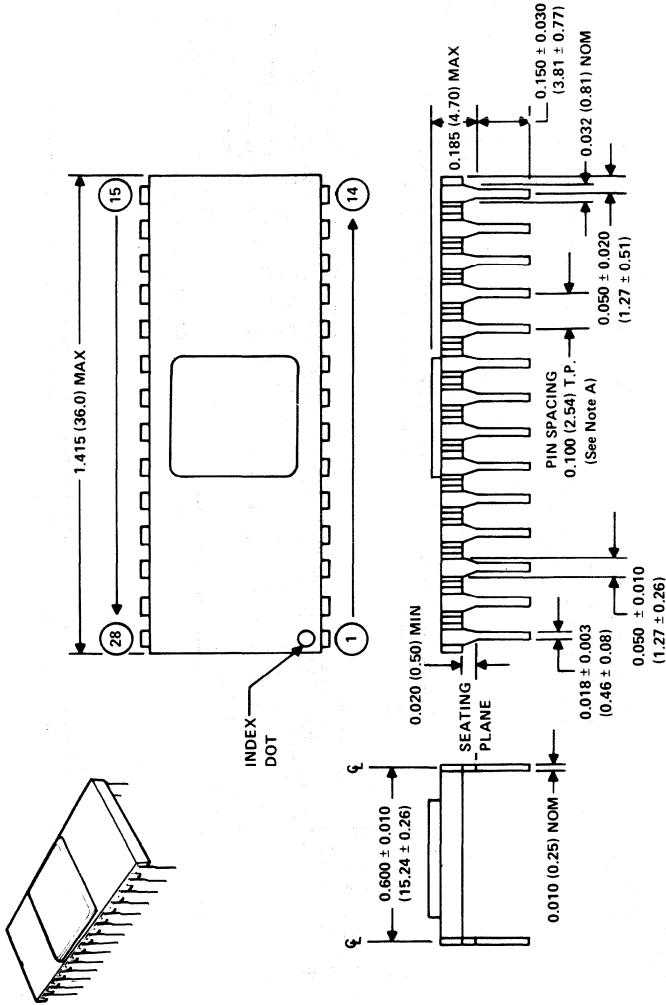 1.415 (36.0) MAX
28
15
1
14
INDEX
DOT
℄
℄
0.600 ± 0.010
(15.24 ± 0.26)
0.010 (0.25) NOM
0.020 (0.50) MIN
SEATING
PLANE
0.018 ± 0.003
(0.46 ± 0.08)
0.050 ± 0.010
(1.27 ± 0.26)
PIN SPACING
0.100 (2.54) T.P.
(See Note A)
0.050 ± 0.020
(1.27 ± 0.51)
0.185 (4.70) MAX
0.150 ± 0.030
(3.81 ± 0.77)
0.032 (0.81) NOM